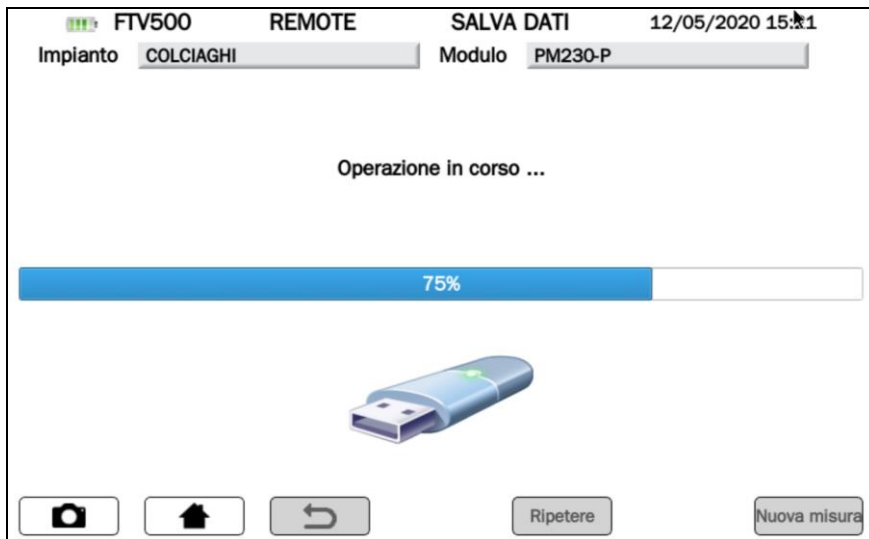 FTV500 REMOTE SALVA DATI 12/05/2020
Impianto COLCIAGHI Modulo PM230-P
Operazione in corso ...
75%
Ripetere Nuova misura